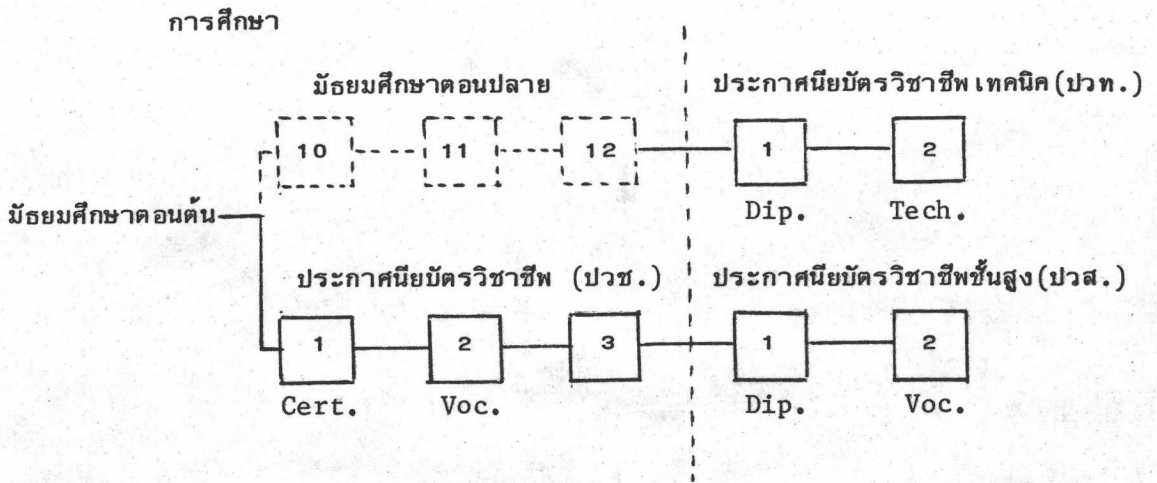 การศึกษา
มัธยมศึกษาตอนปลาย ประกาศนียบัตรวิชาชีพเทคนิค(ปวท.)
10 11 12 1 2
Dip. Tech.
มัธยมศึกษาตอนต้น
ประกาศนียบัตรวิชาชีพ (ปวช.) ประกาศนียบัตรวิชาชีพชั้นสูง(ปวส.)
1 2 3 1 2
Cert. Voc. Dip. Voc.